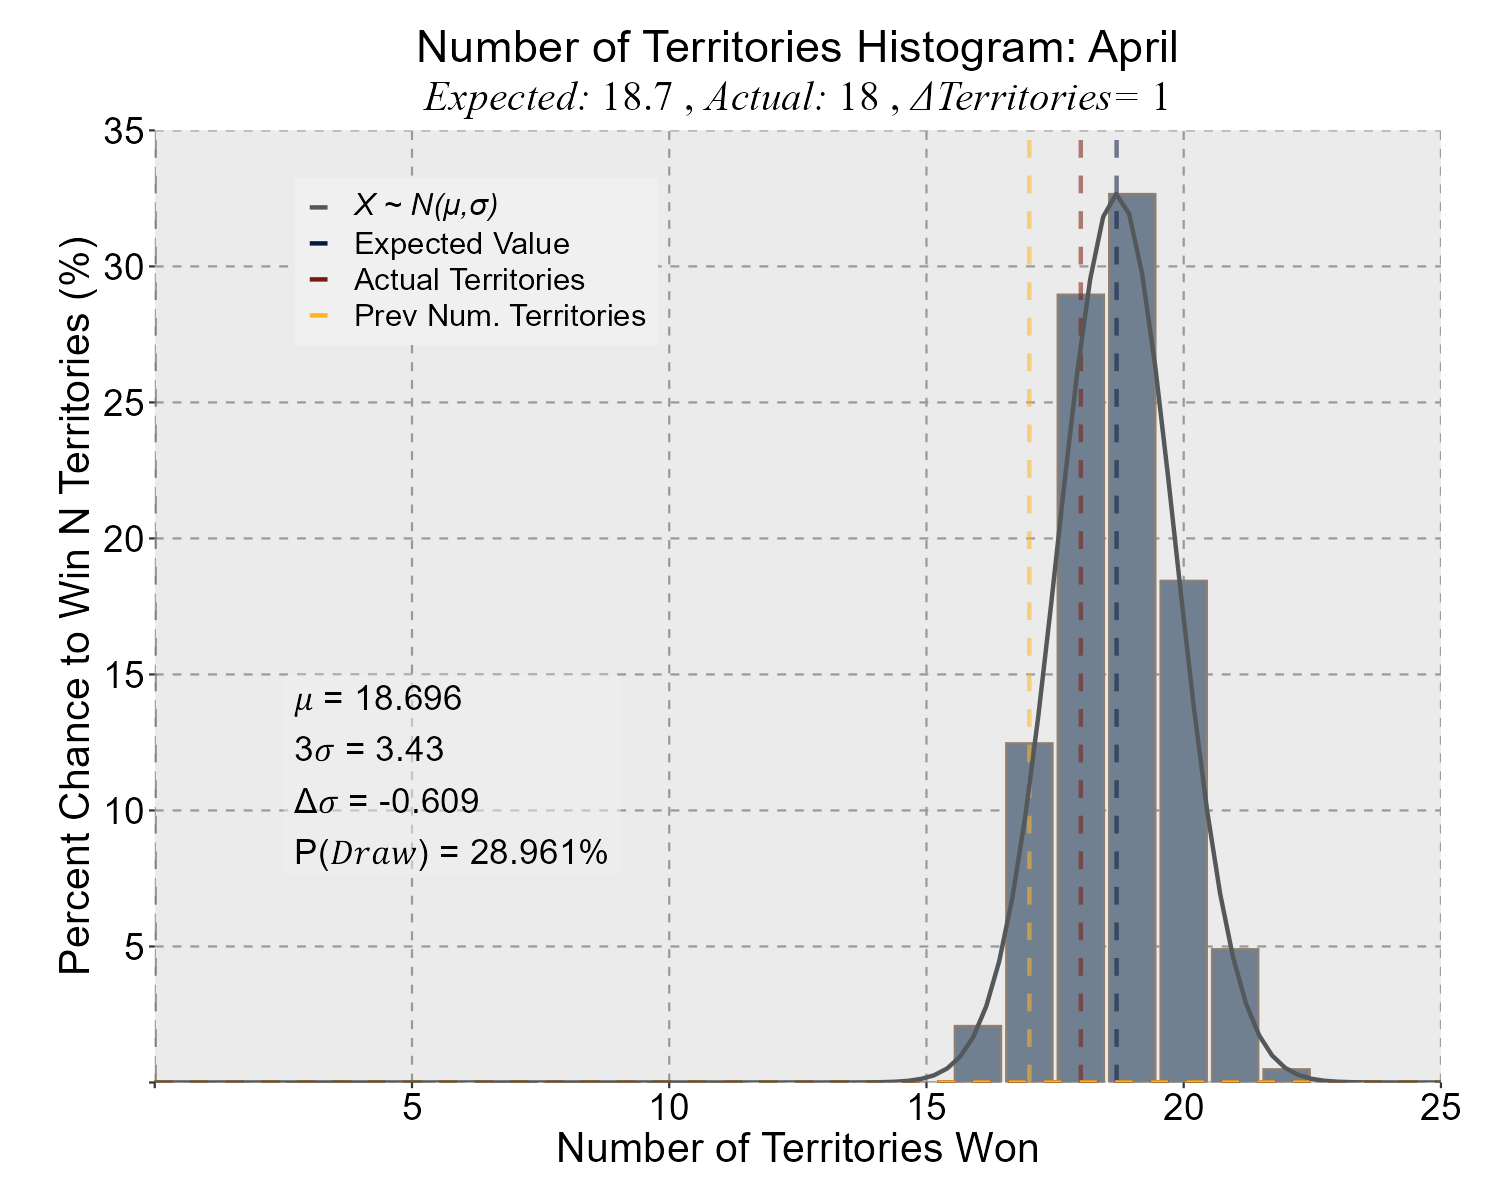 Number of Territories Histogram: April
Expected: 18.7 , Actual: 18 , ΔTerritories= 1
35
30
25
20
15
10
5
Percent Chance to Win N Territories (%)
X ~ N(μ,σ)
Expected Value
Actual Territories
Prev Num. Territories
μ = 18.696
3σ = 3.43
Δσ = -0.609
P(Draw) = 28.961%
5 10 15 20 25
Number of Territories Won